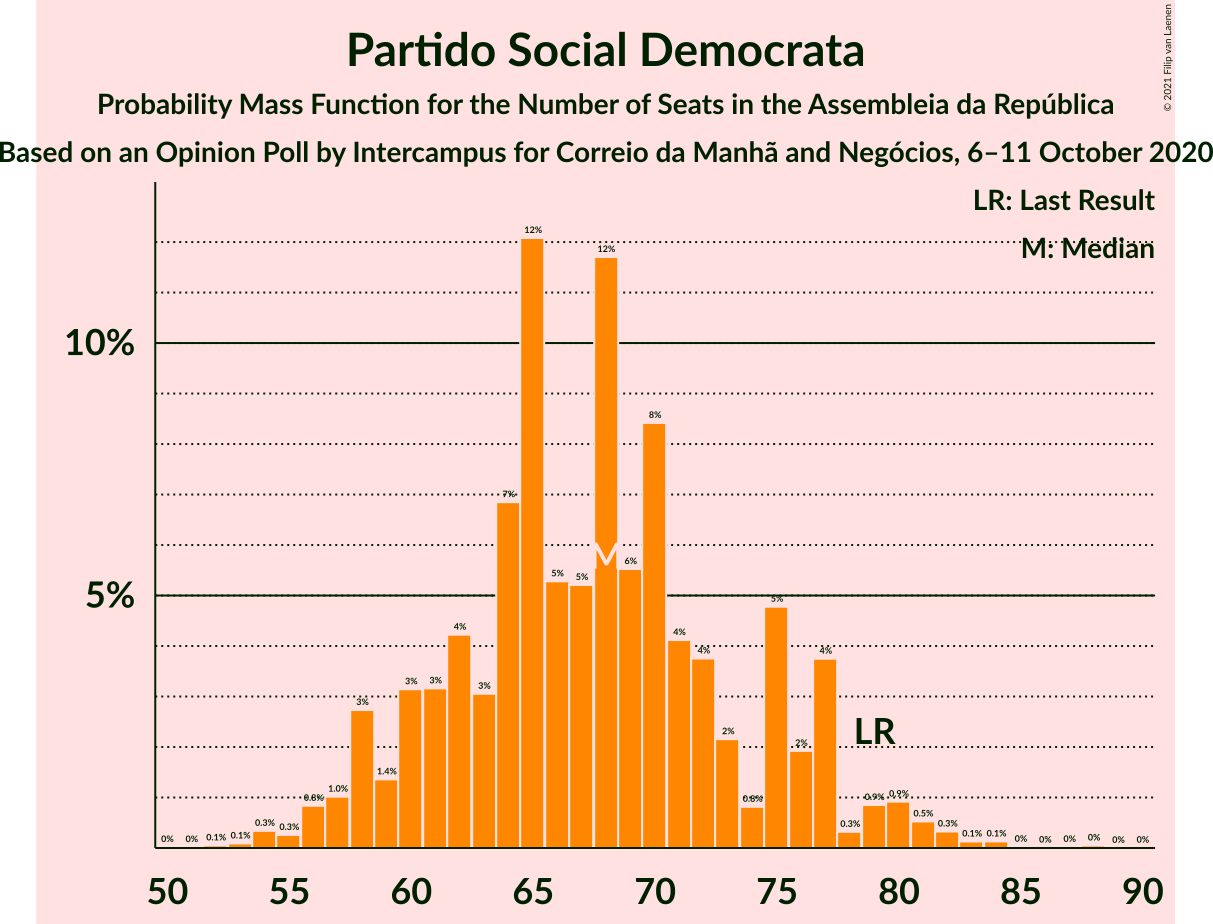 Partido Social Democrata
Probability Mass Function for the Number of Seats in the Assembleia da República
Based on an Opinion Poll by Intercampus for Correio da Manhã and Negócios, 6–11 October 2020
© 2021 Filip van Laenen
LR: Last Result
M: Median
10%
5%
0% 0% 0.1% 0.1% 0.3% 0.3% 0.8% 1.0% 3% 1.4% 3% 3% 4% 3% 7% 12% 5% 5% 12% 6% 8% 4% 4% 2% 0.8% 5% 2% 4% 0.3% 0.9% 0.9% 0.5% 0.3% 0.1% 0.1% 0% 0% 0% 0% 0% 0%
M
LR
50 55 60 65 70 75 80 85 90